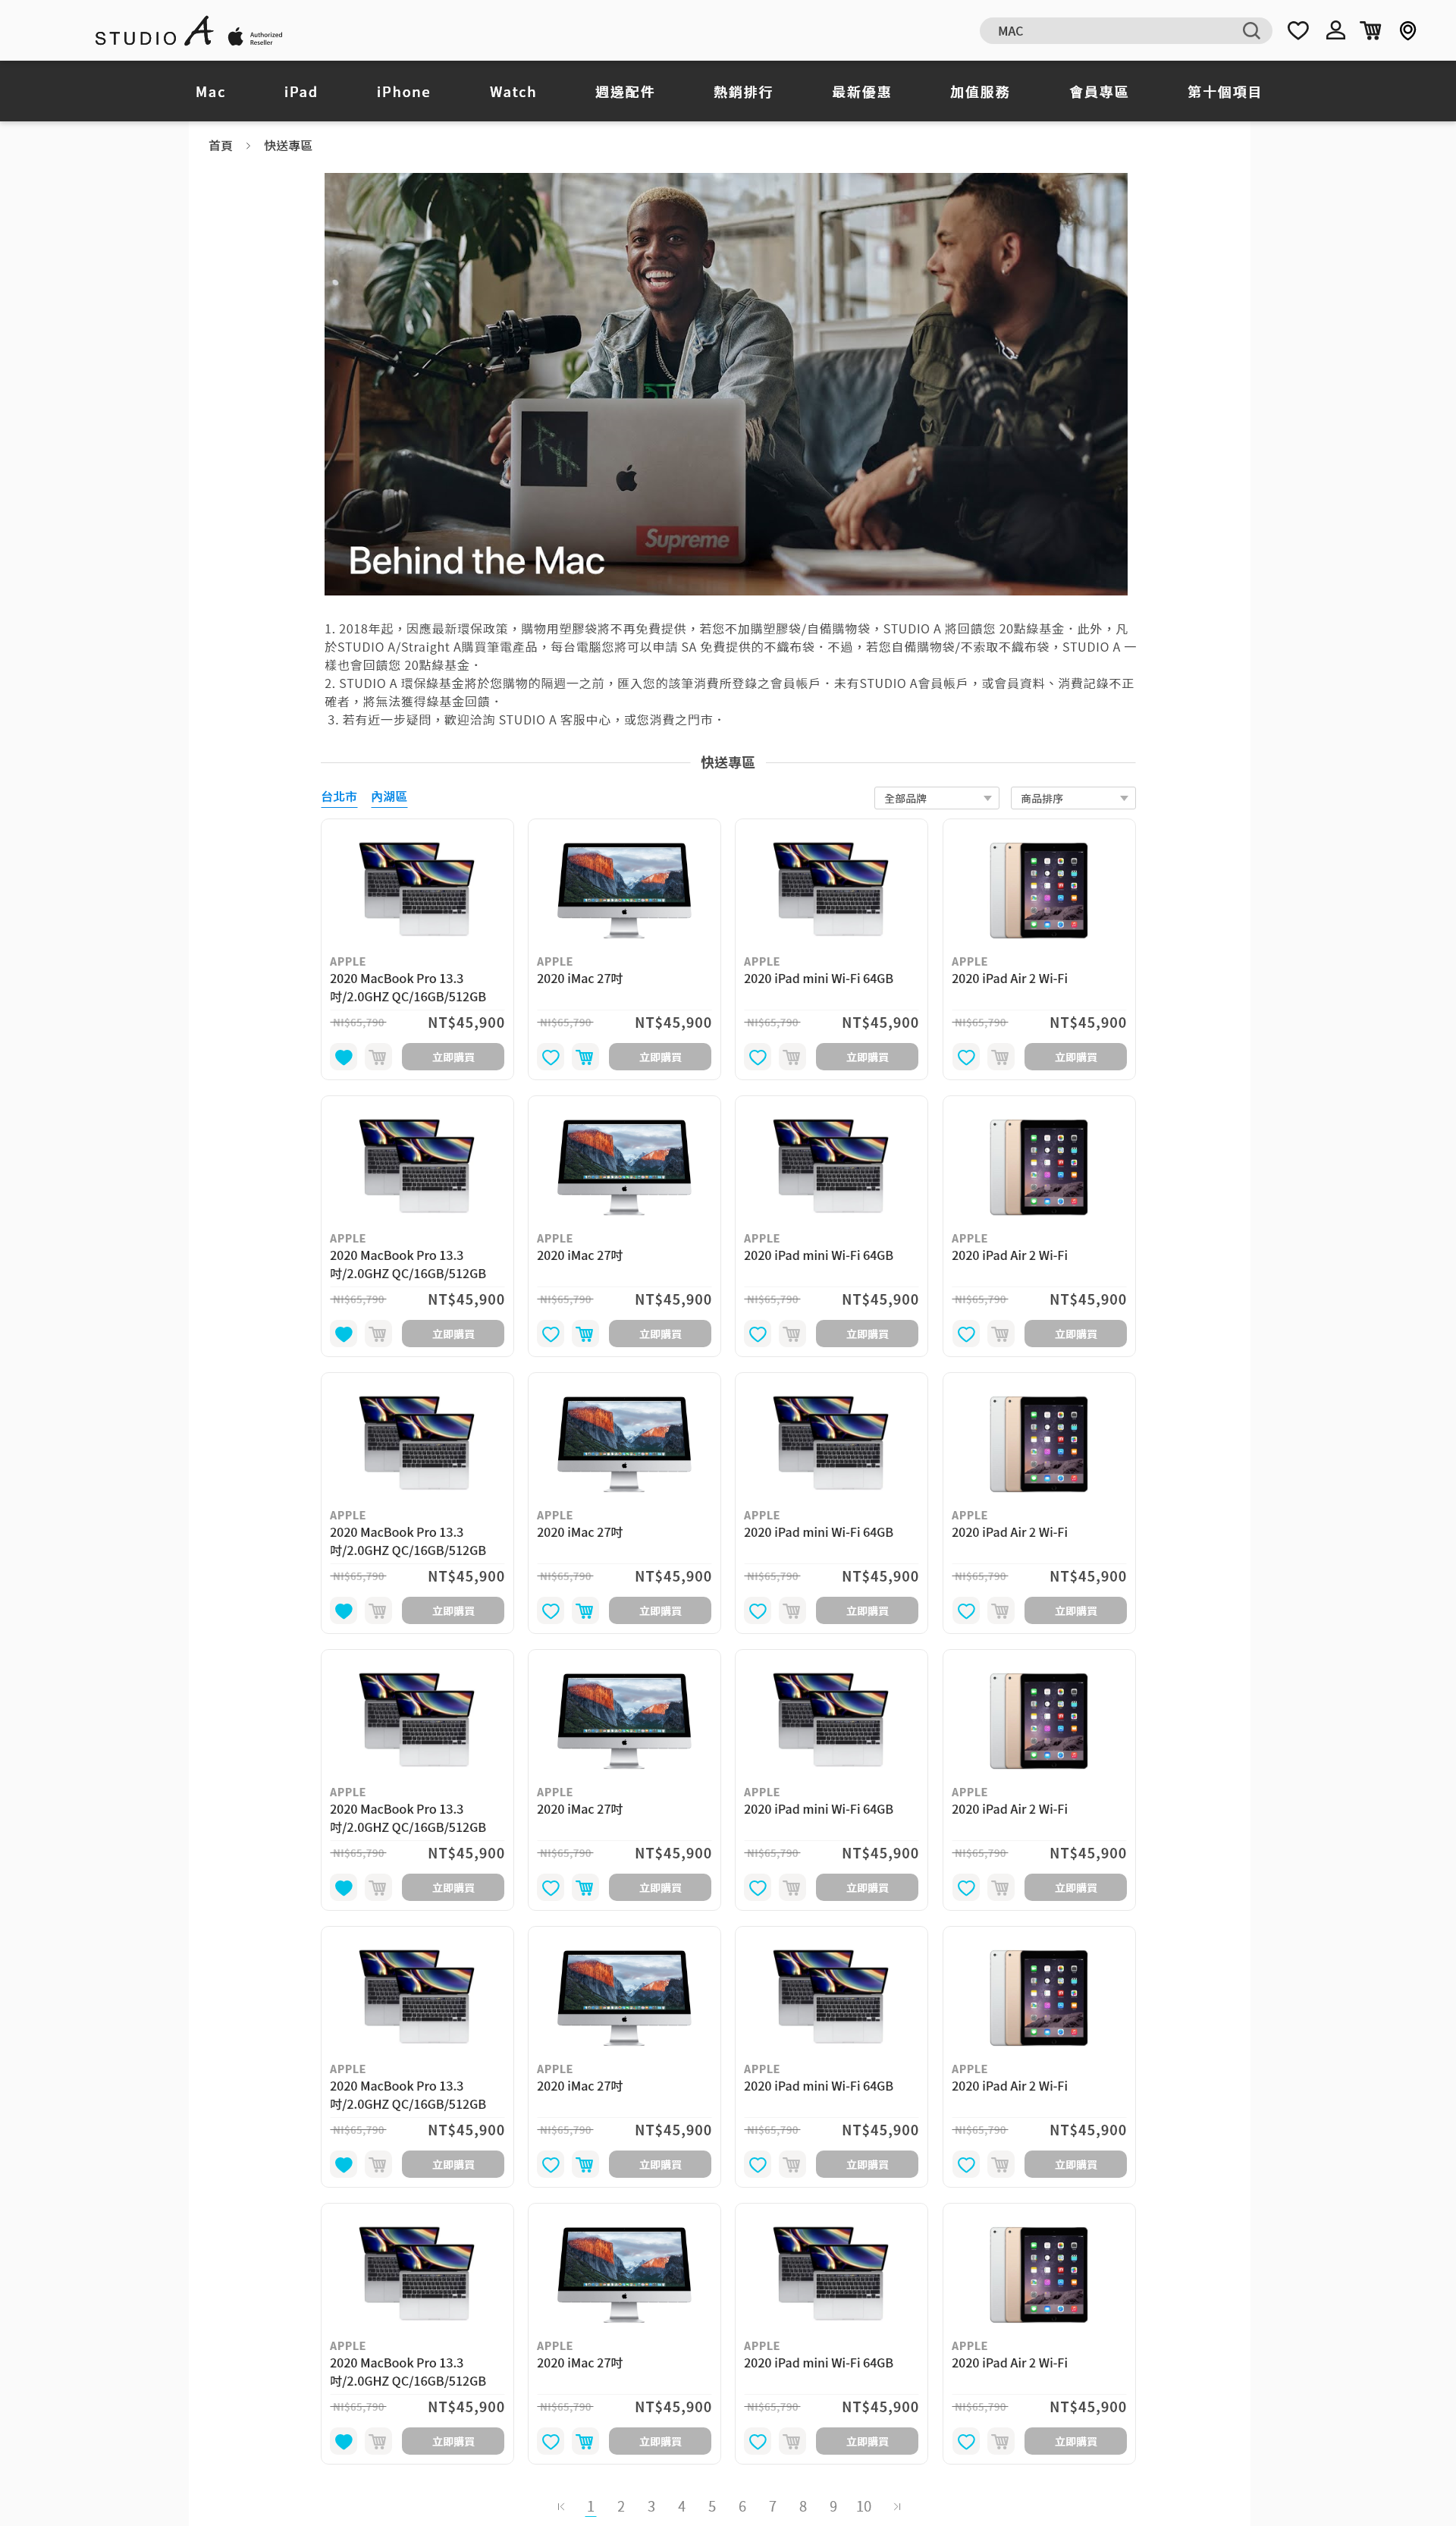 STUDIO A Authorized Reseller
MAC
Mac iPad iPhone Watch 週邊配件 熱銷排行 最新優惠 加值服務 會員專區 第十個項目
首頁 > 快送專區
Supreme
Behind the Mac
1. 2018年起，因應最新環保政策，購物用塑膠袋將不再免費提供，若您不加購塑膠袋/自備購物袋，STUDIO A 將回饋您 20點綠基金．此外，凡
於STUDIO A/Straight A購買筆電產品，每台電腦您將可以申請 SA 免費提供的不織布袋．不過，若您自備購物袋/不索取不織布袋，STUDIO A 一
樣也會回饋您 20點綠基金．
2. STUDIO A 環保綠基金將於您購物的隔週一之前，匯入您的該筆消費所登錄之會員帳戶．未有STUDIO A會員帳戶，或會員資料、消費記錄不正
確者，將無法獲得綠基金回饋．
3. 若有近一步疑問，歡迎洽詢 STUDIO A 客服中心，或您消費之門市．
快送專區
台北市 內湖區 全部品牌 商品排序
APPLE APPLE APPLE APPLE
2020 MacBook Pro 13.3 2020 iMac 27吋 2020 iPad mini Wi-Fi 64GB 2020 iPad Air 2 Wi-Fi
吋/2.0GHZ QC/16GB/512GB
NT$65,790 NT$45,900 NT$65,790 NT$45,900 NT$65,790 NT$45,900 NT$65,790 NT$45,900
立即購買 立即購買 立即購買 立即購買
APPLE APPLE APPLE APPLE
2020 MacBook Pro 13.3 2020 iMac 27吋 2020 iPad mini Wi-Fi 64GB 2020 iPad Air 2 Wi-Fi
吋/2.0GHZ QC/16GB/512GB
NT$65,790 NT$45,900 NT$65,790 NT$45,900 NT$65,790 NT$45,900 NT$65,790 NT$45,900
立即購買 立即購買 立即購買 立即購買
APPLE APPLE APPLE APPLE
2020 MacBook Pro 13.3 2020 iMac 27吋 2020 iPad mini Wi-Fi 64GB 2020 iPad Air 2 Wi-Fi
吋/2.0GHZ QC/16GB/512GB
NT$65,790 NT$45,900 NT$65,790 NT$45,900 NT$65,790 NT$45,900 NT$65,790 NT$45,900
立即購買 立即購買 立即購買 立即購買
APPLE APPLE APPLE APPLE
2020 MacBook Pro 13.3 2020 iMac 27吋 2020 iPad mini Wi-Fi 64GB 2020 iPad Air 2 Wi-Fi
吋/2.0GHZ QC/16GB/512GB
NT$65,790 NT$45,900 NT$65,790 NT$45,900 NT$65,790 NT$45,900 NT$65,790 NT$45,900
立即購買 立即購買 立即購買 立即購買
APPLE APPLE APPLE APPLE
2020 MacBook Pro 13.3 2020 iMac 27吋 2020 iPad mini Wi-Fi 64GB 2020 iPad Air 2 Wi-Fi
吋/2.0GHZ QC/16GB/512GB
NT$65,790 NT$45,900 NT$65,790 NT$45,900 NT$65,790 NT$45,900 NT$65,790 NT$45,900
立即購買 立即購買 立即購買 立即購買
APPLE APPLE APPLE APPLE
2020 MacBook Pro 13.3 2020 iMac 27吋 2020 iPad mini Wi-Fi 64GB 2020 iPad Air 2 Wi-Fi
吋/2.0GHZ QC/16GB/512GB
NT$65,790 NT$45,900 NT$65,790 NT$45,900 NT$65,790 NT$45,900 NT$65,790 NT$45,900
立即購買 立即購買 立即購買 立即購買
1 2 3 4 5 6 7 8 9 10